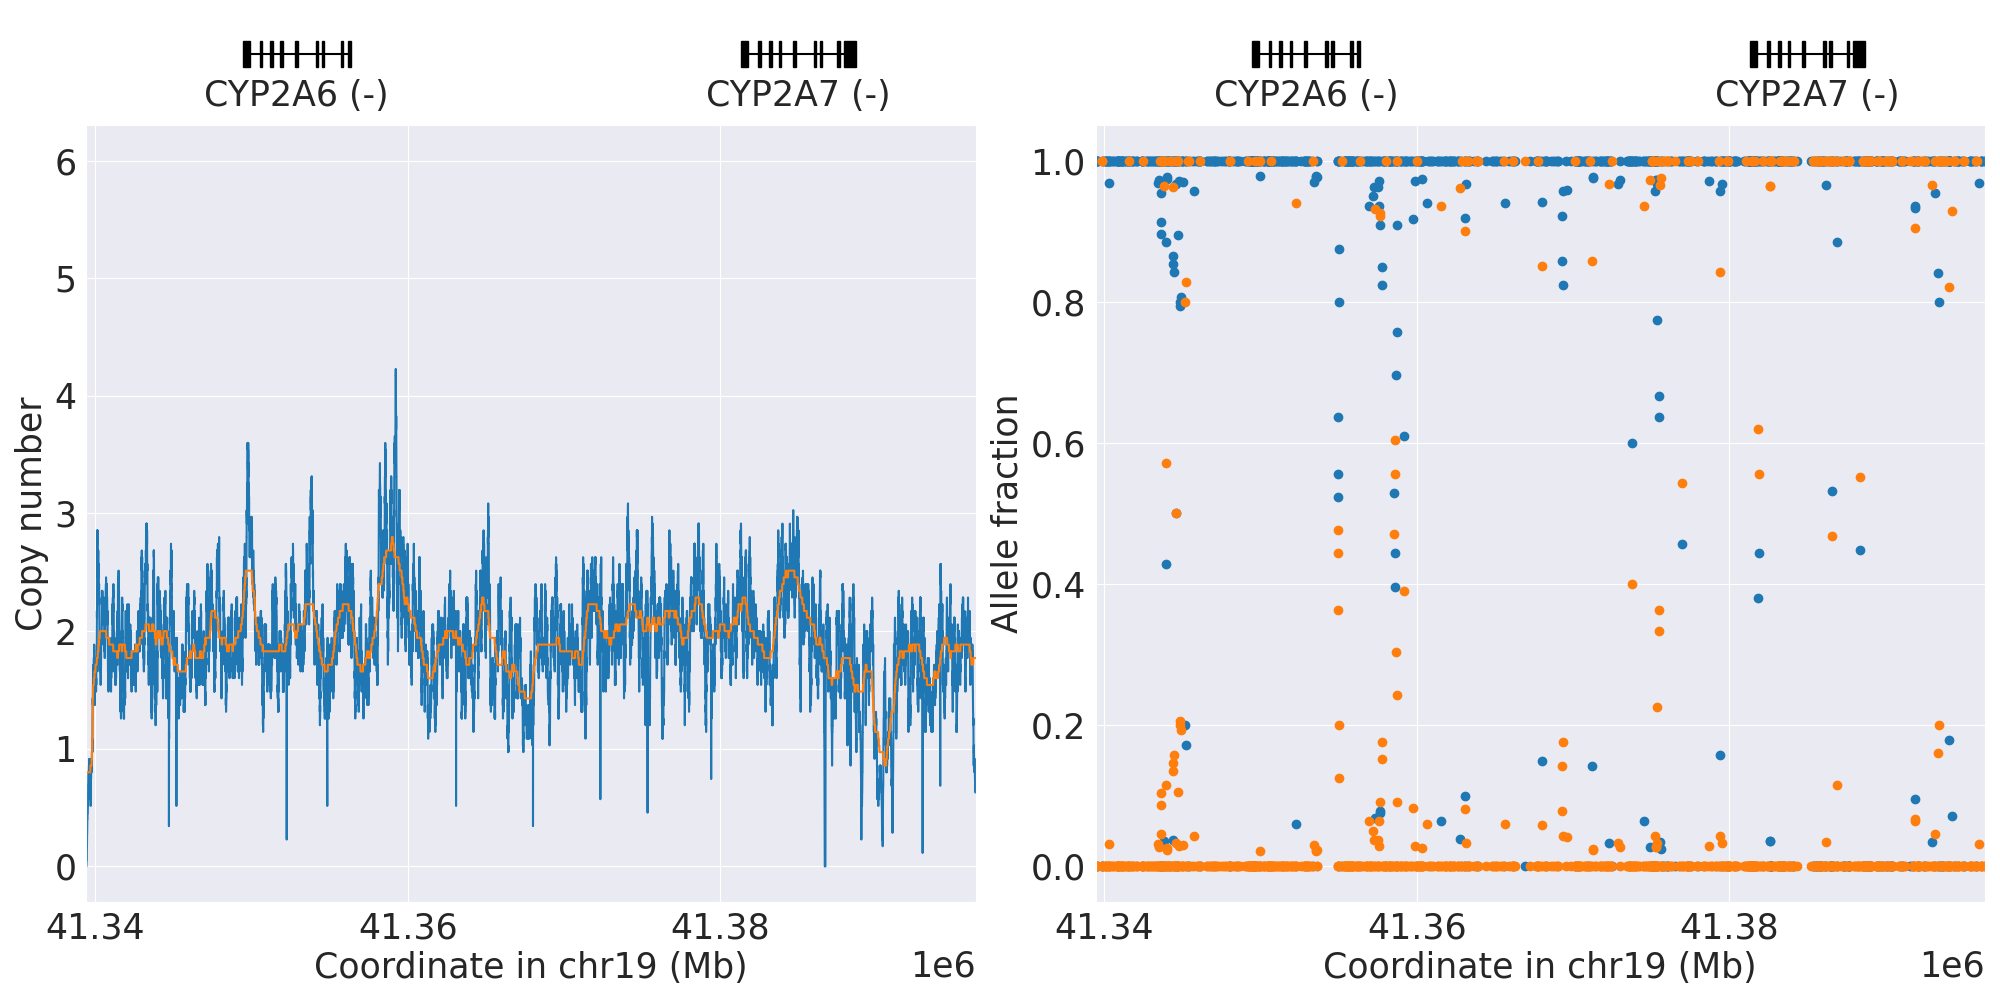 CYP2A6 (-) CYP2A7 (-)
6
5
4
3
2
1
0
Copy number
41.34 41.36 41.38
Coordinate in chr19 (Mb) 1e6
CYP2A6 (-) CYP2A7 (-)
1.0
0.8
0.6
0.4
0.2
0.0
Allele fraction
41.34 41.36 41.38
Coordinate in chr19 (Mb) 1e6